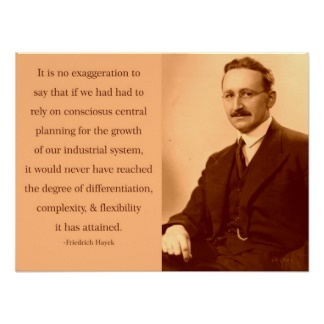 It is no exaggeration to
say that if we had had to
rely on consciosus central
planning for the growth
of our industrial system,
it would never have reached
the degree of differentiation,
complexity, & flexibility
it has attained.
-Friedrich Hayek